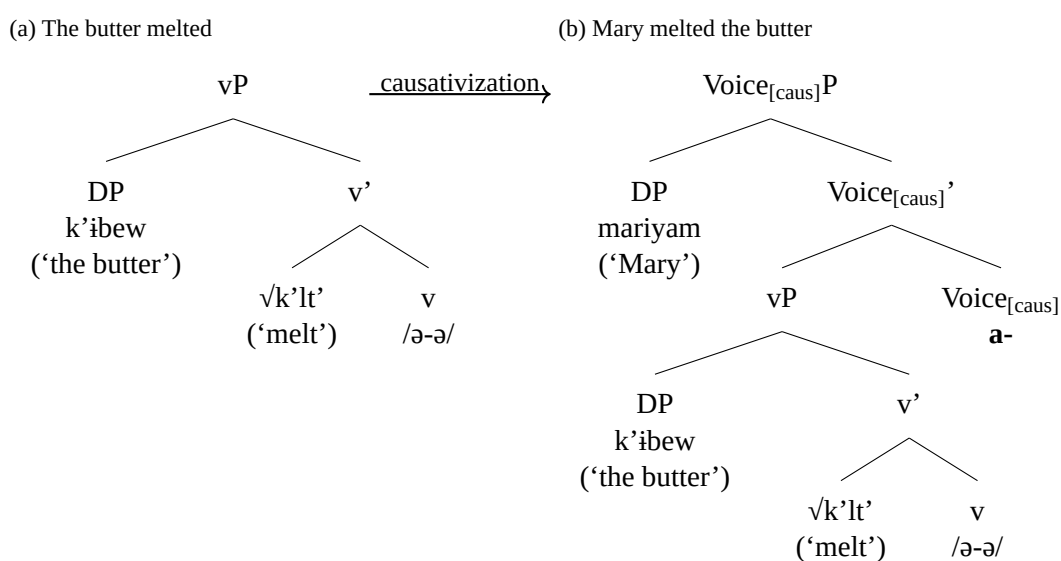 (a) The butter melted
(b) Mary melted the butter
vP
causativization
Voice[caus]P
DP
k’ɨbew
(‘the butter’)
v’
DP
mariyam
(‘Mary’)
Voice[caus]’
√k’lt’
(‘melt’)
v
/ə-ə/
vP
Voice[caus]
a-
DP
k’ɨbew
(‘the butter’)
v’
√k’lt’
(‘melt’)
v
/ə-ə/